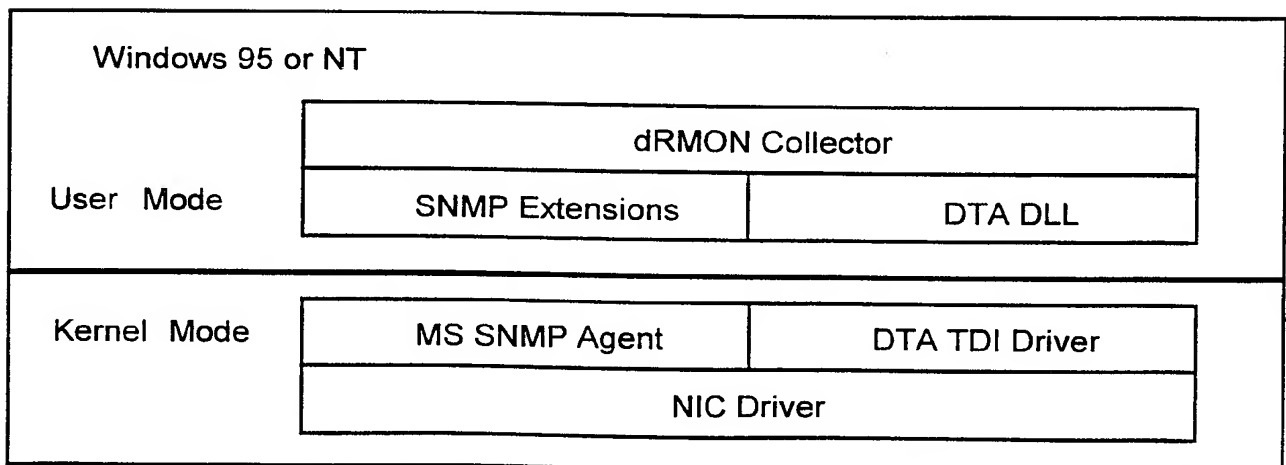 Windows 95 or NT
dRMON Collector
User Mode
SNMP Extensions
DTA DLL
Kernel Mode
MS SNMP Agent
DTA TDI Driver
NIC Driver